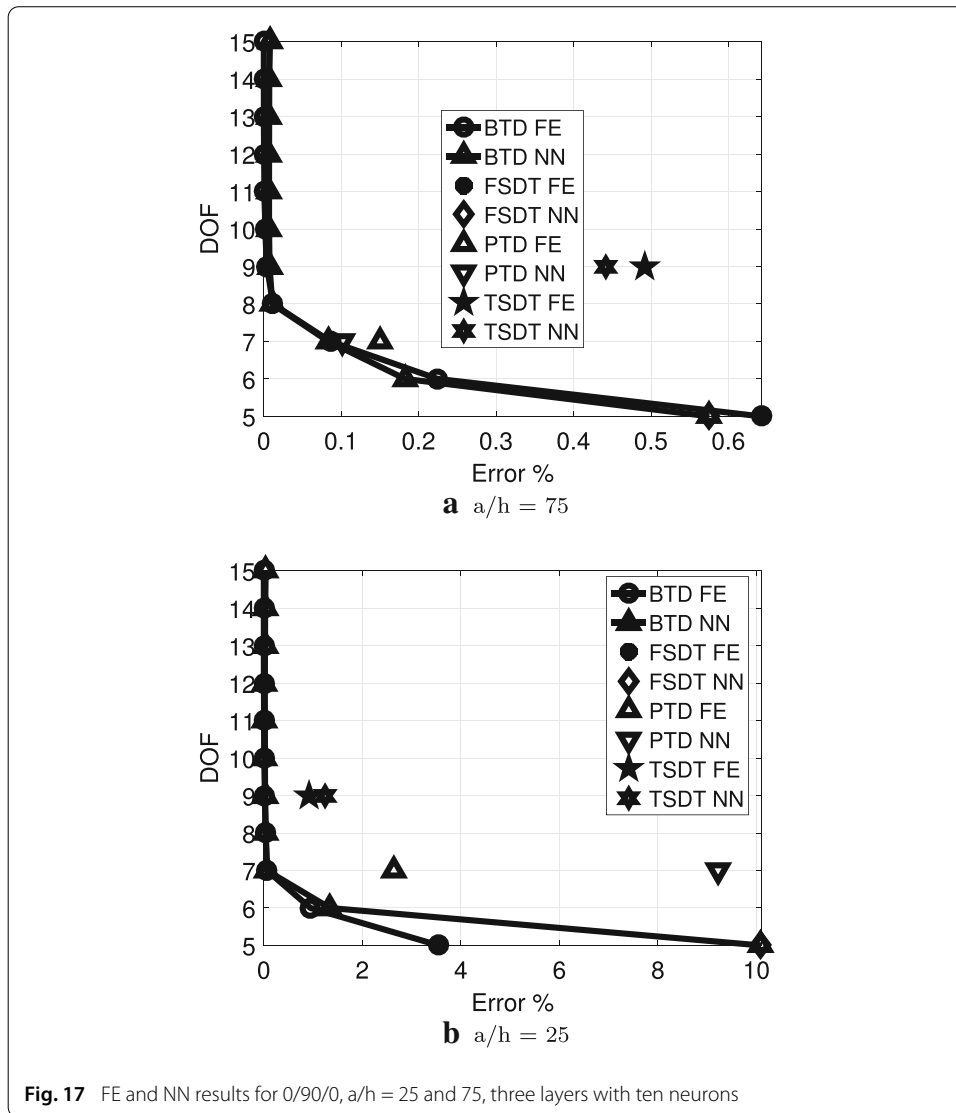 15
14
13
12
11
10
9
8
7
6
5
DOF
BTD FE
BTD NN
FSDT FE
FSDT NN
PTD FE
PTD NN
TSDT FE
TSDT NN
0 0.1 0.2 0.3 0.4 0.5 0.6
Error %
a a/h = 75
15
14
13
12
11
10
9
8
7
6
5
DOF
BTD FE
BTD NN
FSDT FE
FSDT NN
PTD FE
PTD NN
TSDT FE
TSDT NN
0 2 4 6 8 10
Error %
b a/h = 25
Fig. 17 FE and NN results for 0/90/0, a/h = 25 and 75, three layers with ten neurons